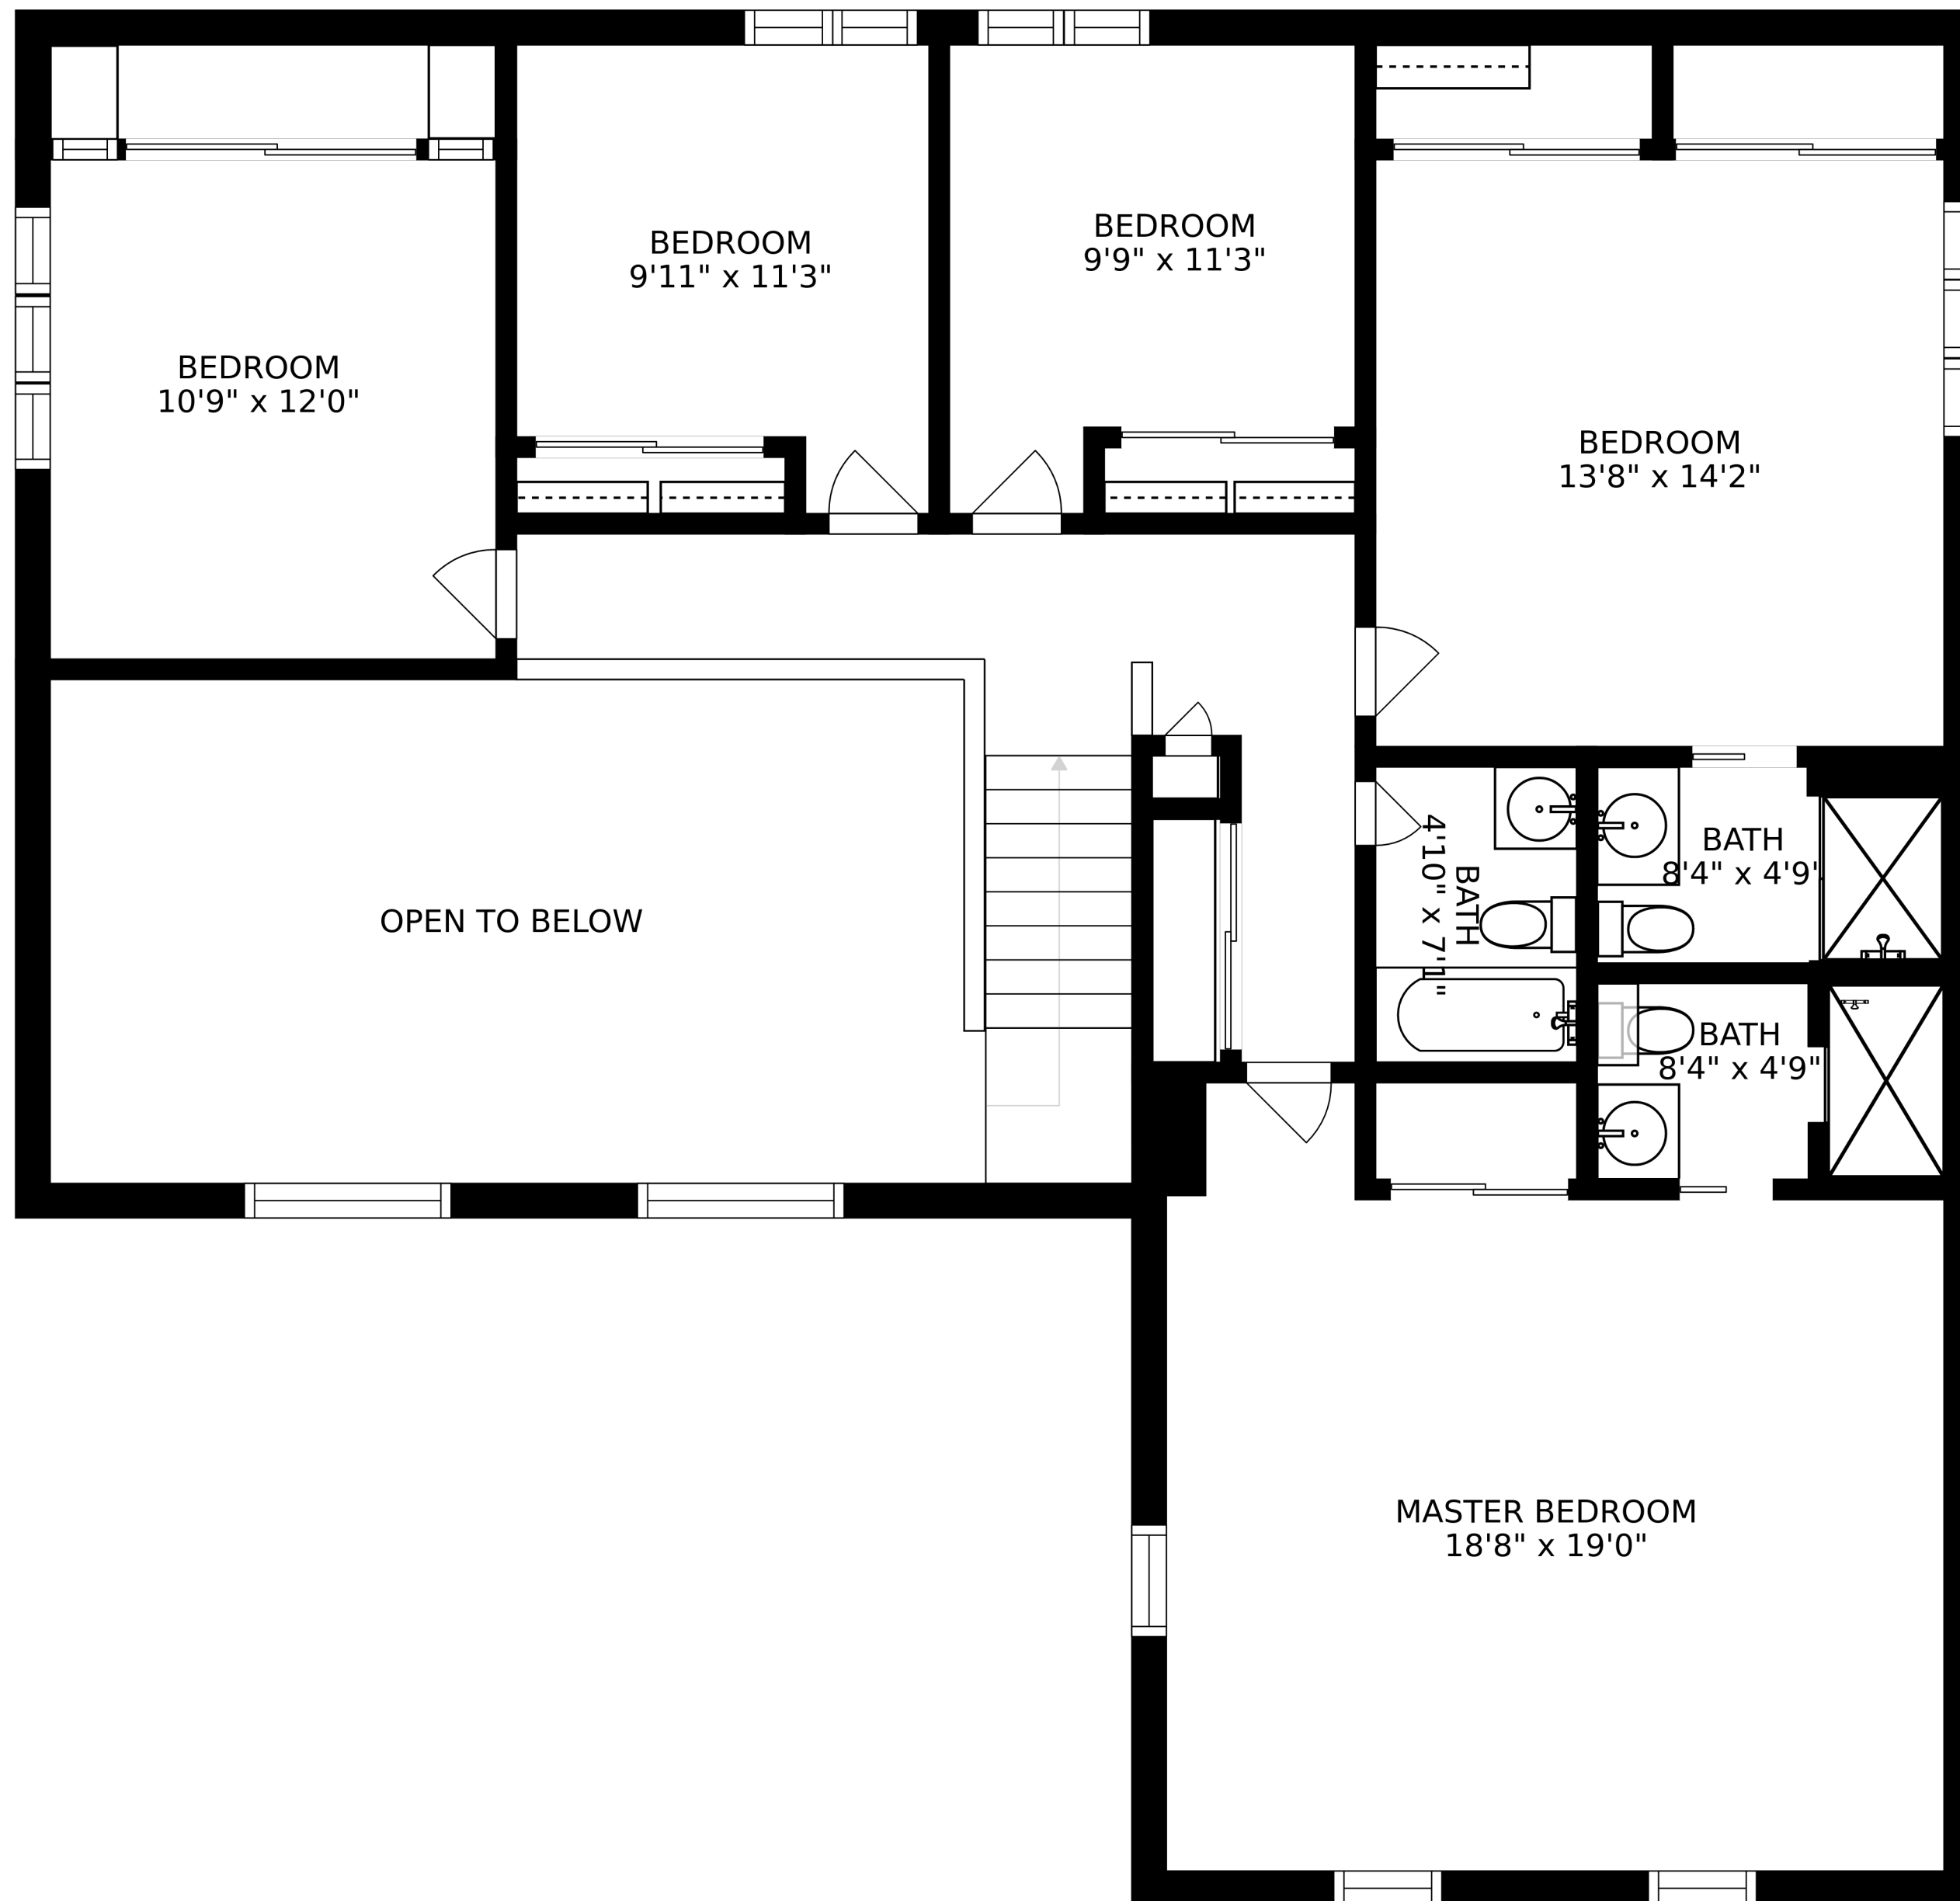 BEDROOM
9'11" x 11'3"
BEDROOM
9'9" x 11'3"
BEDROOM
10'9" x 12'0"
BEDROOM
13'8" x 14'2"
BATH
8'4" x 4'9"
BATH
4'10" x 7'1"
OPEN TO BELOW
BATH
8'4" x 4'9"
MASTER BEDROOM
18'8" x 19'0"